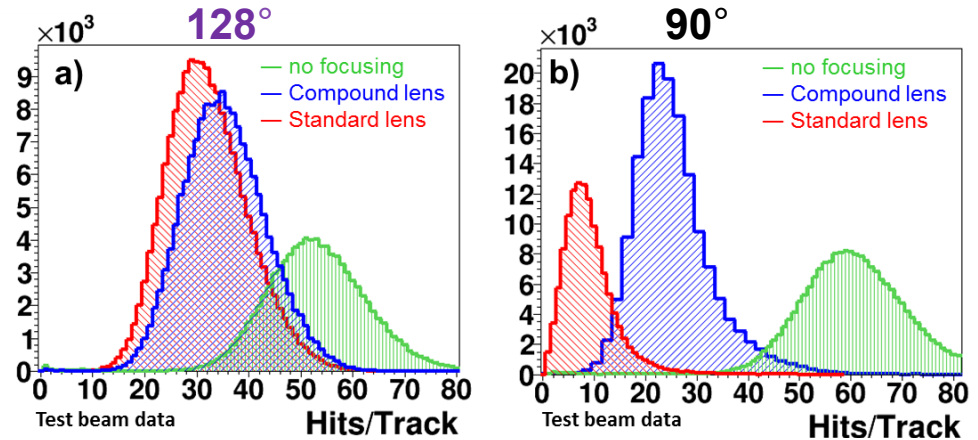 128°
×10³
a)
no focusing
Compound lens
Standard lens
9
8
7
6
5
4
3
2
1
0
0 10 20 30 40 50 60 70 80
Test beam data
Hits/Track
90°
×10³
b)
no focusing
Compound lens
Standard lens
20
18
16
14
12
10
8
6
4
2
0
0 10 20 30 40 50 60 70 80
Test beam data
Hits/Track